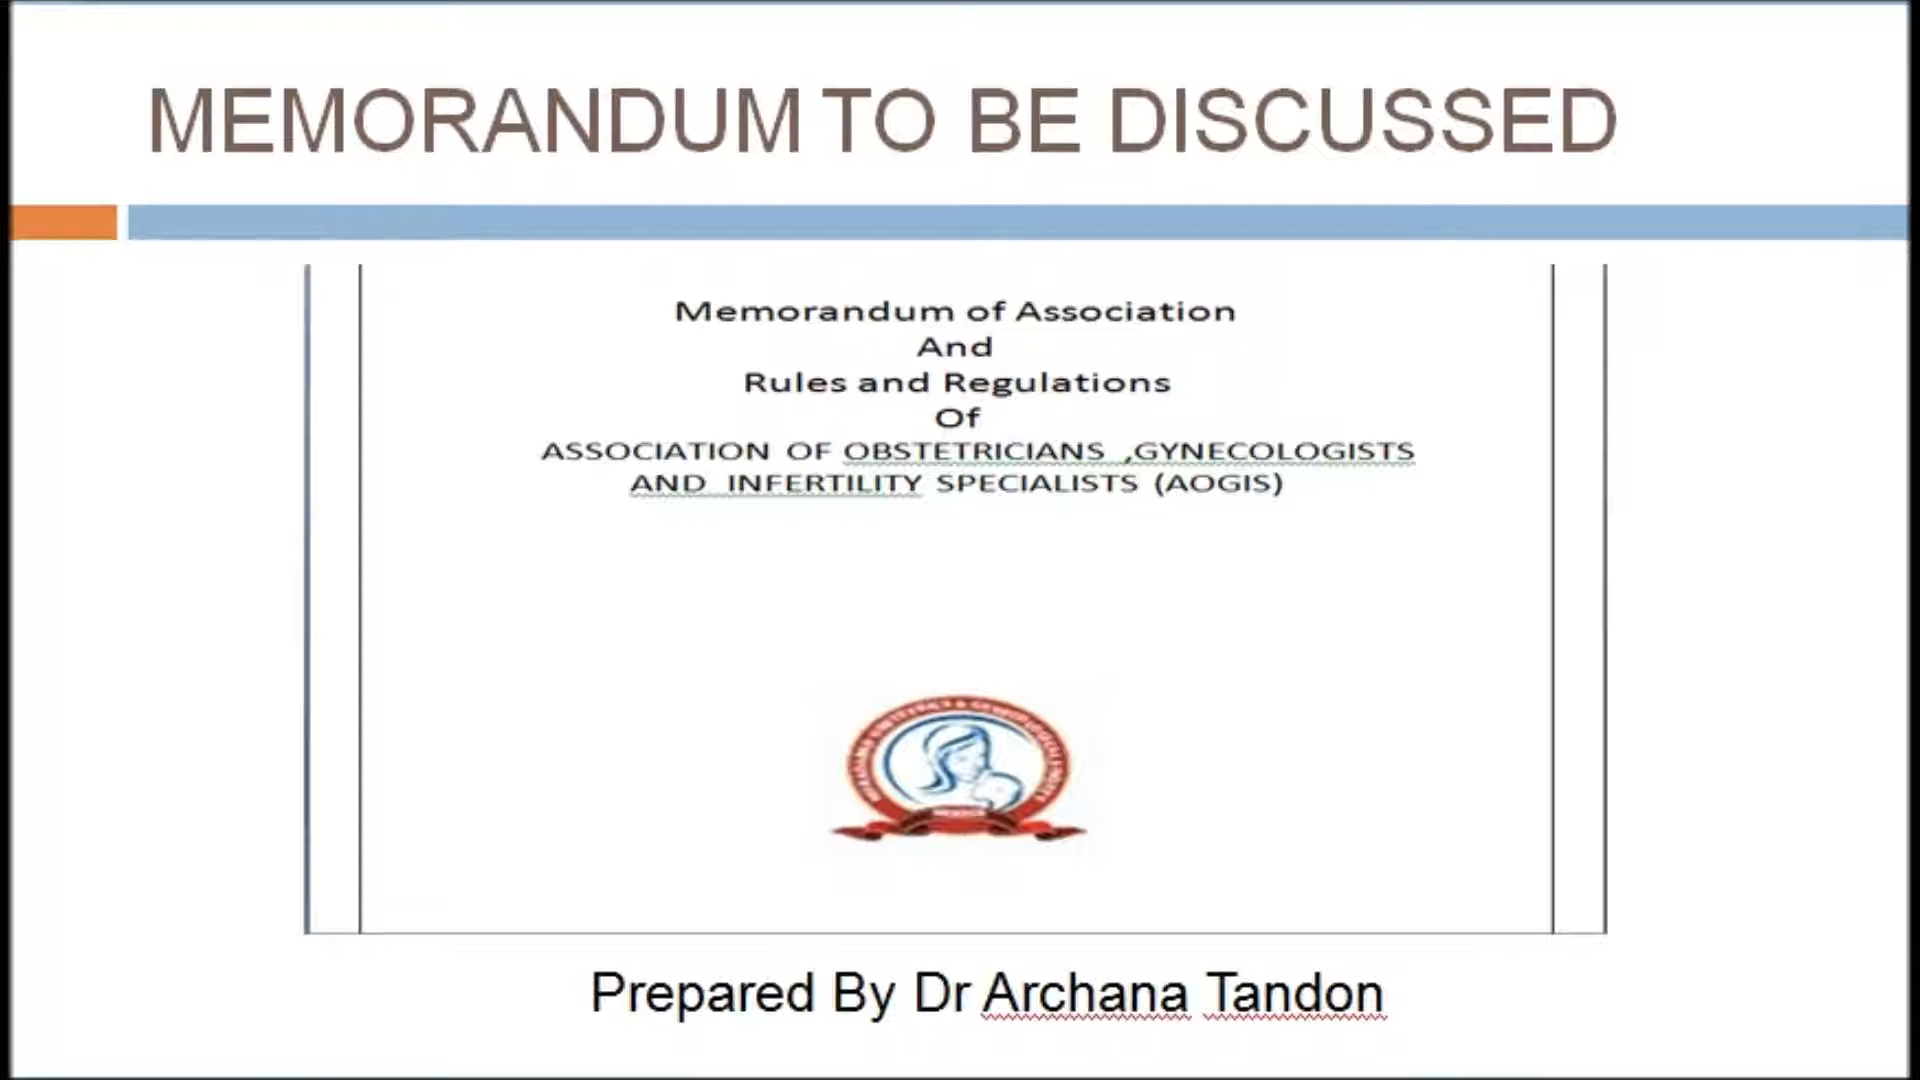 MEMORANDUM TO BE DISCUSSED
Memorandum of Association
And
Rules and Regulations
Of
ASSOCIATION OF OBSTETRICIANS ,GYNECOLOGISTS
AND INFERTILITY SPECIALISTS (AOGIS)
Prepared By Dr Archana Tandon